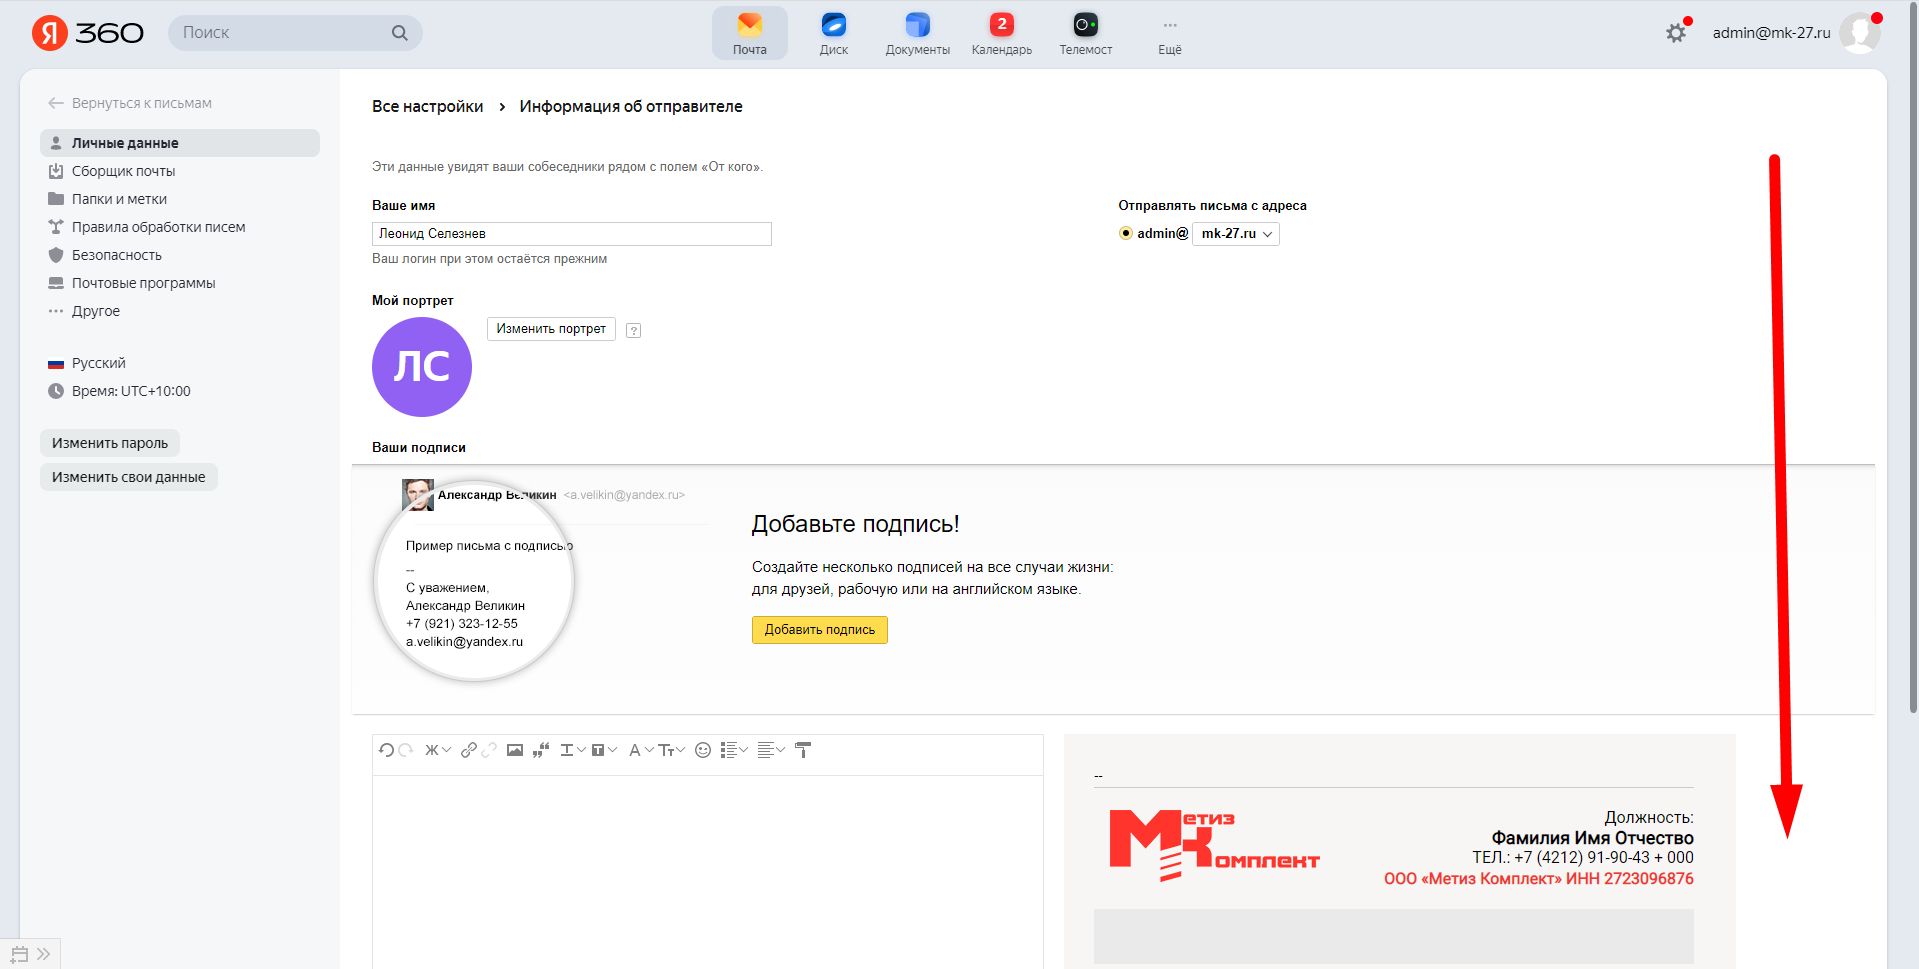 Я 360
Поиск
Почта
Диск
Документы
2
Календарь
Телемост
Ещё
admin@mk-27.ru
Вернуться к письмам
Личные данные
Сборщик почты
Папки и метки
Правила обработки писем
Безопасность
Почтовые программы
Другое
Русский
Время: UTC+10:00
Изменить пароль
Изменить свои данные
Все настройки › Информация об отправителе
Эти данные увидят ваши собеседники рядом с полем «От кого».
Ваше имя
Леонид Селезнев
Ваш логин при этом остаётся прежним
Отправлять письма с адреса
admin@ mk-27.ru
Мой портрет
ЛС
Изменить портрет
?
Ваши подписи
Александр Великин <a.velikin@yandex.ru>
Пример письма с подписью
--
С уважением,
Александр Великин
+7 (921) 323-12-55
a.velikin@yandex.ru
Добавьте подпись!
Создайте несколько подписей на все случаи жизни:
для друзей, рабочую или на английском языке.
Добавить подпись
Ж
--
Метиз
Комплект
Должность:
Фамилия Имя Отчество
ТЕЛ.: +7 (4212) 91-90-43 + 000
ООО «Метиз Комплект» ИНН 2723096876